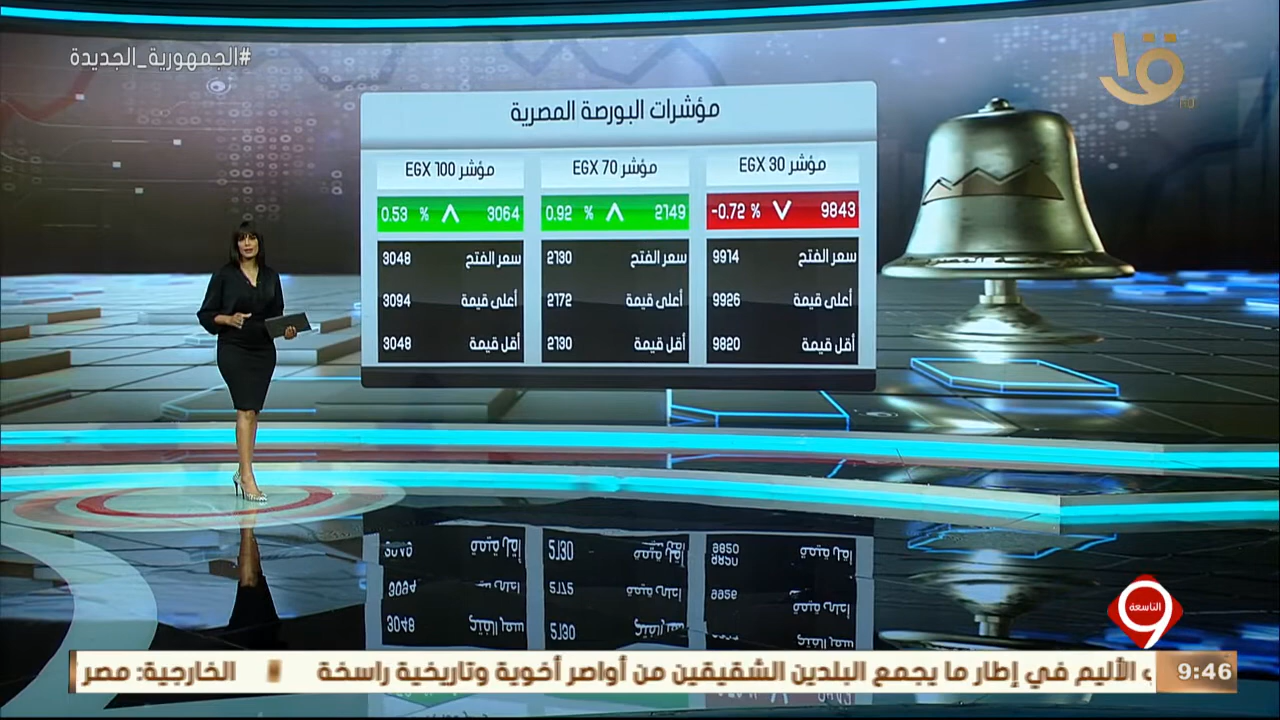 #الجمهورية_الجديدة
مؤشرات البورصة المصرية
مؤشر EGX 30
9843 -0.72 %
سعر الفتح 9914
أعلى قيمة 9926
أقل قيمة 9820
مؤشر EGX 70
2149 0.92 %
سعر الفتح 2130
أعلى قيمة 2172
أقل قيمة 2130
مؤشر EGX 100
3064 0.53 %
سعر الفتح 3048
أعلى قيمة 3094
أقل قيمة 3048
التاسعة
9
9:46
الأليم في إطار ما يجمع البلدين الشقيقين من أواصر أخوية وتاريخية راسخة
الخارجية: مصر